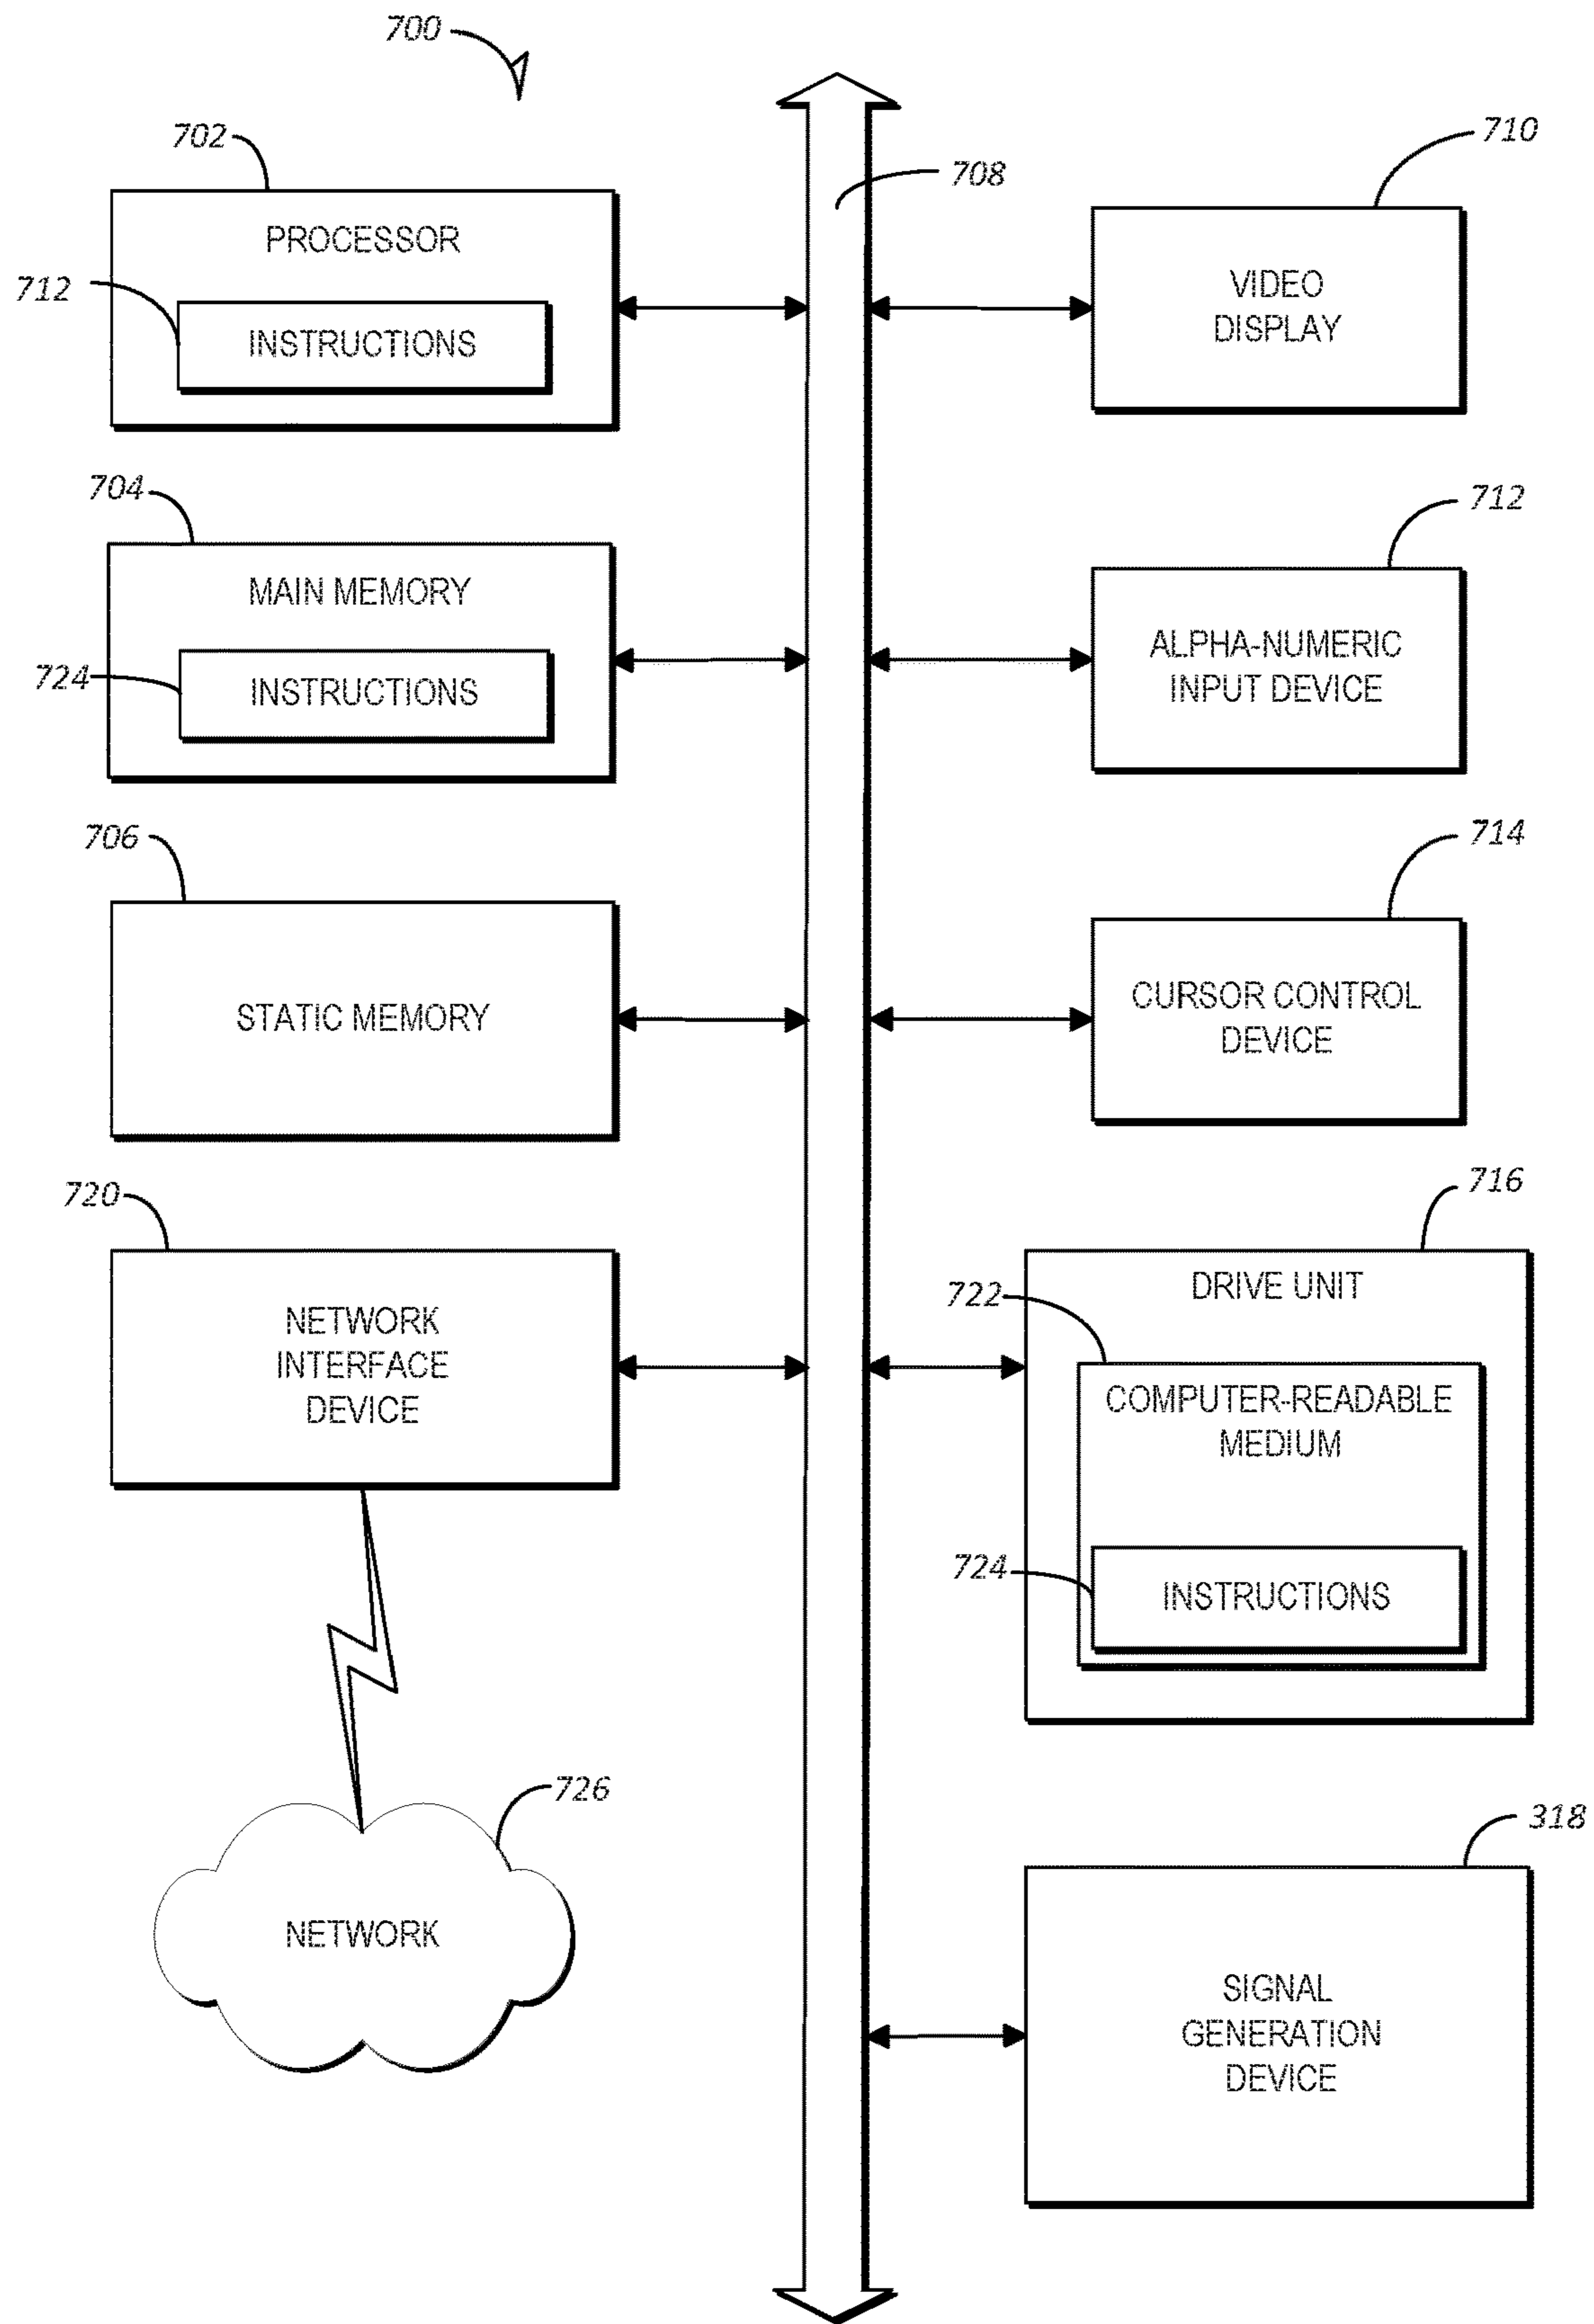 700
702
708
710
PROCESSOR
712
INSTRUCTIONS
VIDEO
DISPLAY
704
712
MAIN MEMORY
724
INSTRUCTIONS
ALPHA-NUMERIC
INPUT DEVICE
706
714
STATIC MEMORY
CURSOR CONTROL
DEVICE
720
716
NETWORK
INTERFACE
DEVICE
DRIVE UNIT
722
COMPUTER-READABLE
MEDIUM
724
INSTRUCTIONS
726
NETWORK
318
SIGNAL
GENERATION
DEVICE